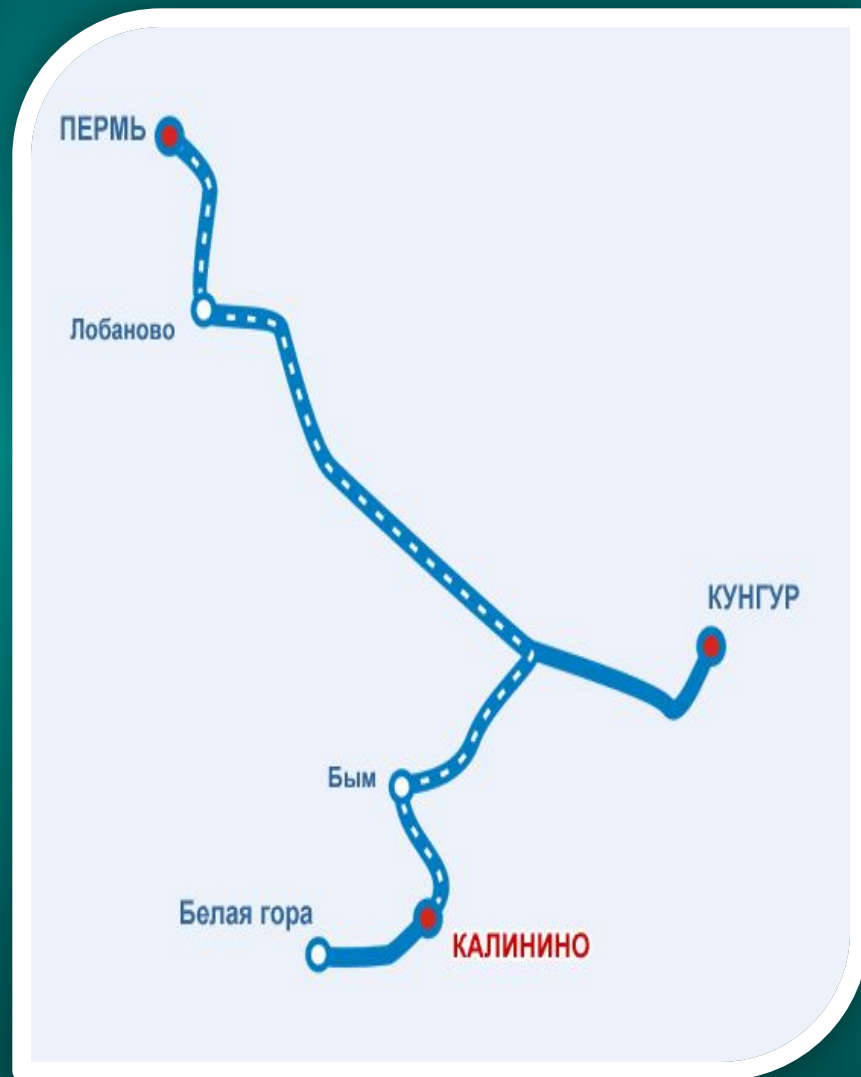 ПЕРМЬ
Лобаново
КУНГУР
Бым
Белая гора
КАЛИНИНО